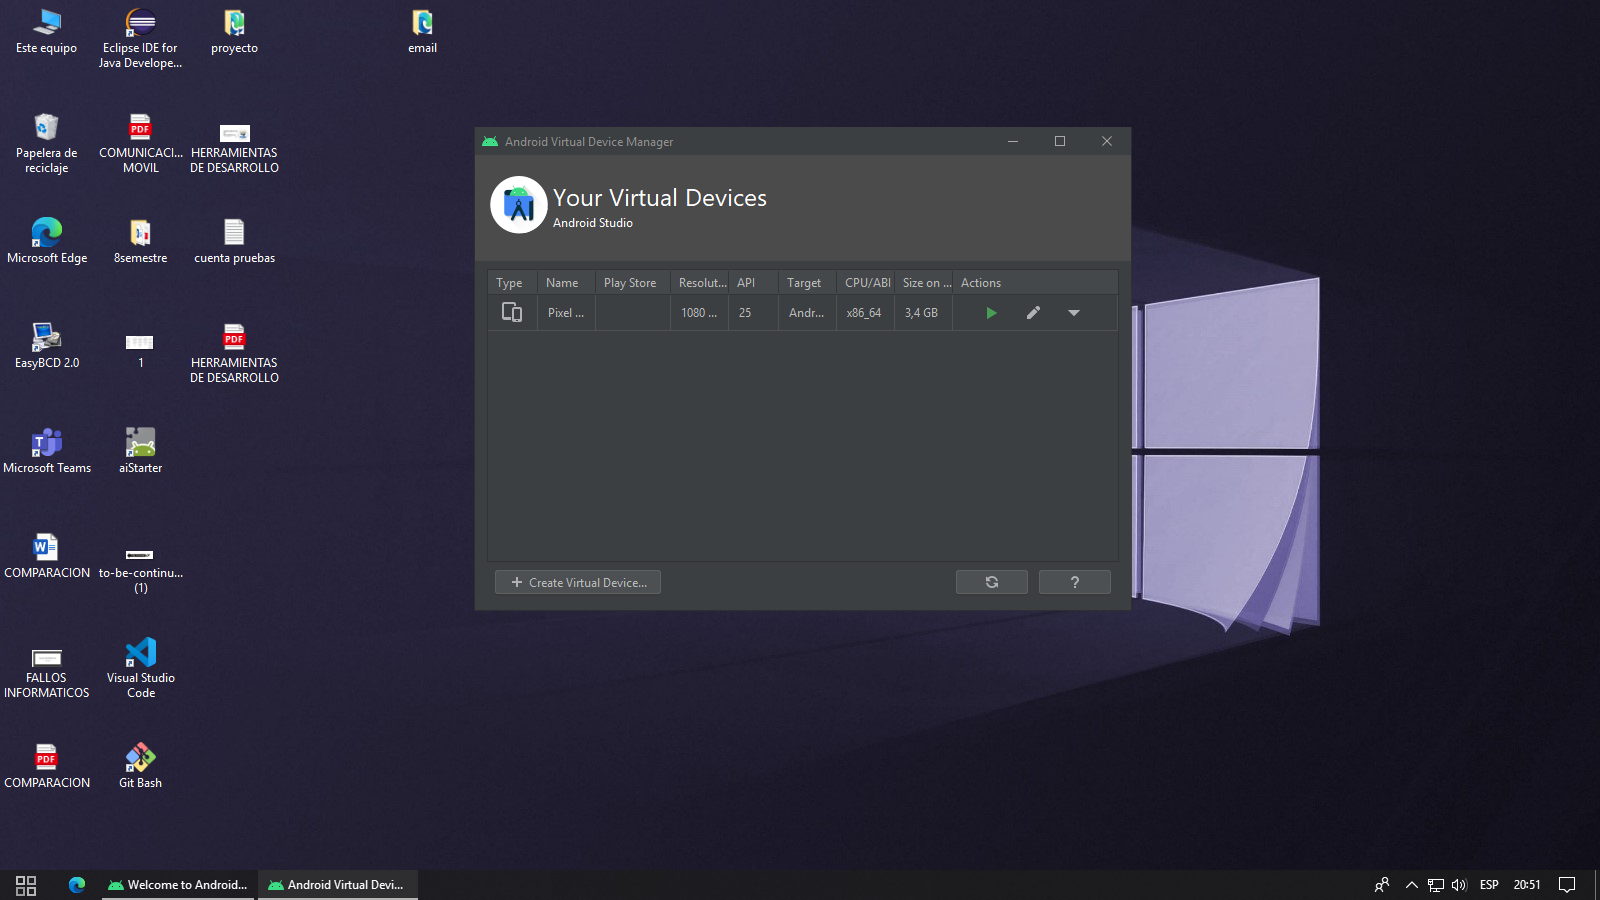 Este equipo
Eclipse IDE for
Java Develope...
proyecto
email
Papelera de
reciclaje
PDF
COMUNICACI...
MOVIL
HERRAMIENTAS
DE DESARROLLO
Microsoft Edge
8semestre
cuenta pruebas
EasyBCD 2.0
1
PDF
HERRAMIENTAS
DE DESARROLLO
Microsoft Teams
aiStarter
COMPARACION
to-be-continu...
(1)
FALLOS
INFORMATICOS
Visual Studio
Code
PDF
COMPARACION
Git Bash
Android Virtual Device Manager
Your Virtual Devices
Android Studio
Type Name Play Store Resolut... API Target CPU/ABI Size on ... Actions
Pixel ... 1080 ... 25 Andr... x86_64 3,4 GB
+ Create Virtual Device...
?
Welcome to Android...
Android Virtual Devi...
ESP
20:51